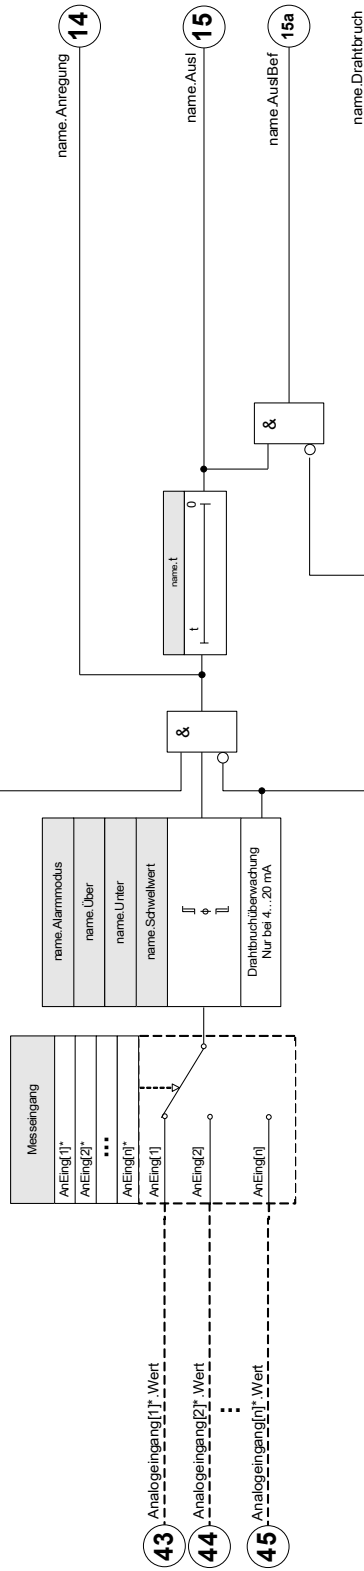 43
Analogeingang[1]*.Wert
44
Analogeingang[2]*.Wert
...
45
Analogeingang[n]*.Wert
Messeingang
AnEing[1]*
AnEing[2]*
...
AnEing[n]*
AnEing[1]
AnEing[2]
AnEing[n]
name.Alarmmodus
name.Über
name.Unter
name.Schwellwert
φ
Drahtbruchüberwachung
Nur bei 4…20 mA
&
name.t
t
0
&
name.Anregung
14
name.Ausl
15
name.AuslBef
15a
name.Drahtbruch